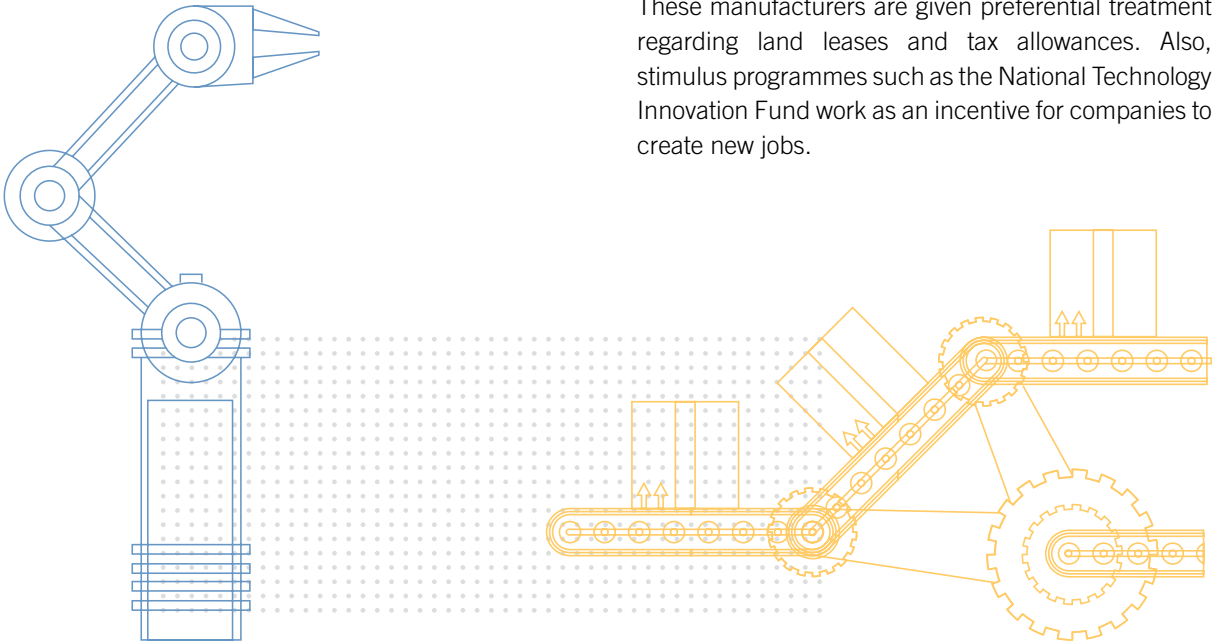 These manufacturers are given preferential treatment
regarding land leases and tax allowances. Also,
stimulus programmes such as the National Technology
Innovation Fund work as an incentive for companies to
create new jobs.